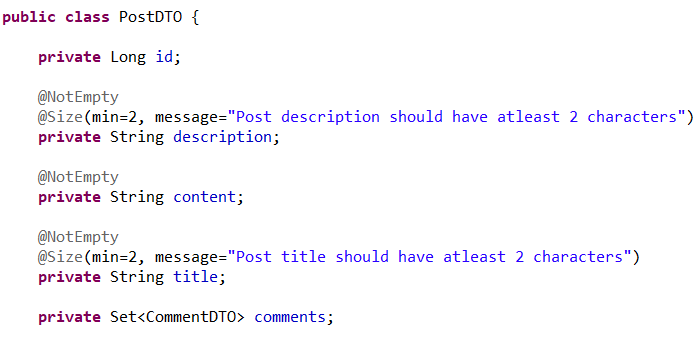 public class PostDTO {
private Long id;
@NotEmpty
@Size(min=2, message="Post description should have atleast 2 characters")
private String description;
@NotEmpty
private String content;
@NotEmpty
@Size(min=2, message="Post title should have atleast 2 characters")
private String title;
private Set<CommentDTO> comments;